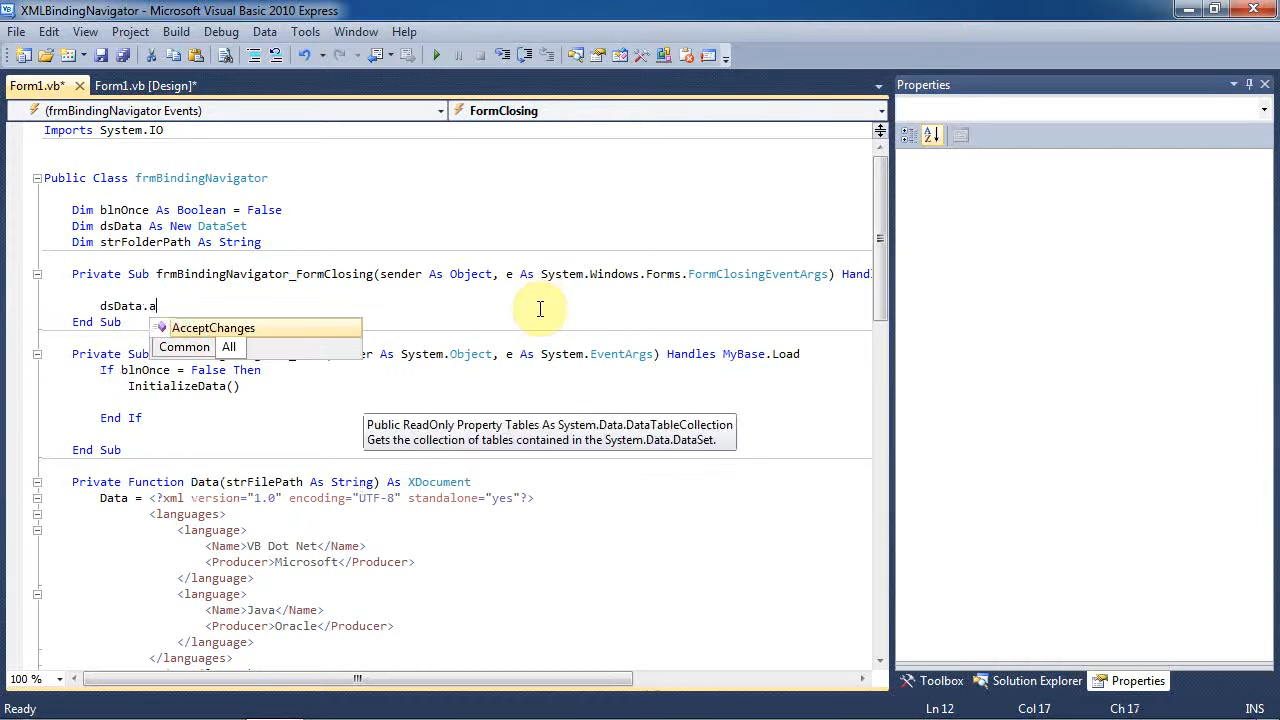 XMLBindingNavigator - Microsoft Visual Basic 2010 Express
File Edit View Project Build Debug Data Tools Window Help
Form1.vb* Form1.vb [Design]*
Properties
(frmBindingNavigator Events) FormClosing
Imports System.IO
Public Class frmBindingNavigator
Dim blnOnce As Boolean = False
Dim dsData As New DataSet
Dim strFolderPath As String
Private Sub frmBindingNavigator_FormClosing(sender As Object, e As System.Windows.Forms.FormClosingEventArgs) Handl
dsData.a
End Sub
AcceptChanges
Common All
Private Sub er As System.Object, e As System.EventArgs) Handles MyBase.Load
If blnOnce = False Then
InitializeData()
End If
Public ReadOnly Property Tables As System.Data.DataTableCollection
Gets the collection of tables contained in the System.Data.DataSet.
End Sub
Private Function Data(strFilePath As String) As XDocument
Data = <?xml version="1.0" encoding="UTF-8" standalone="yes"?>
<languages>
<language>
<Name>VB Dot Net</Name>
<Producer>Microsoft</Producer>
</language>
<language>
<Name>Java</Name>
<Producer>Oracle</Producer>
</language>
</languages>
100 %
Toolbox Solution Explorer Properties
Ready Ln 12 Col 17 Ch 17 INS